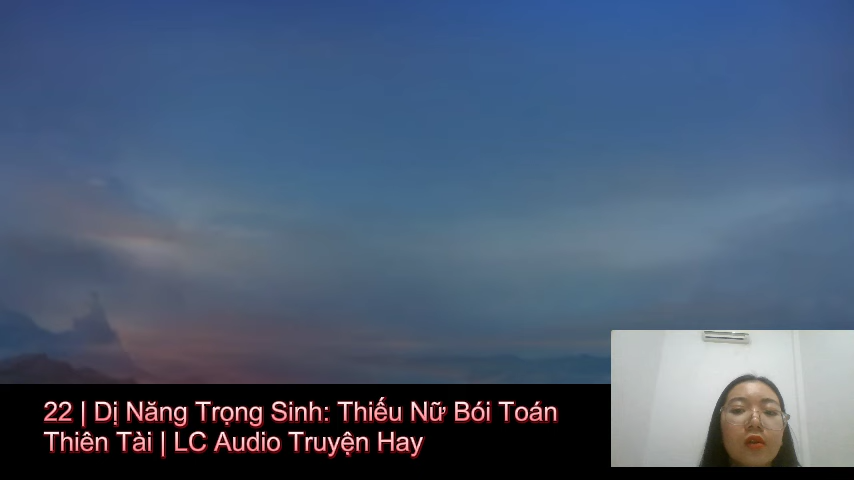 22 | Dị Năng Trọng Sinh: Thiếu Nữ Bói Toán
Thiên Tài | LC Audio Truyện Hay